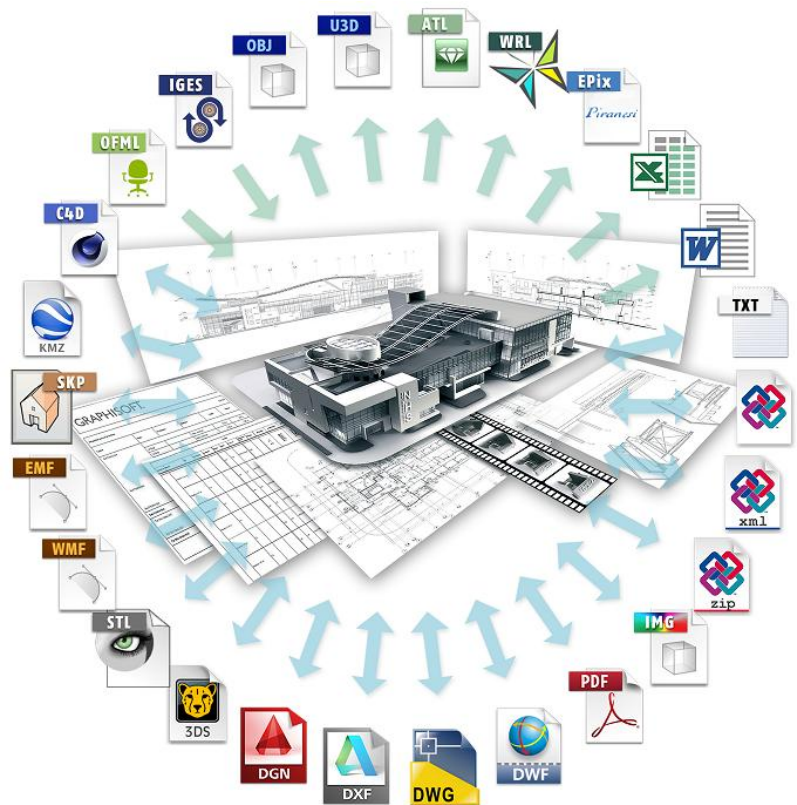 U3D
ATL
WRL
EPix
Piranesi
X
W
TXT
xml
zip
IMG
PDF
DWF
DWG
DXF
DGN
3DS
STL
WMF
EMF
SKP
KMZ
C4D
OFML
IGES
OBJ
GRAPHISOFT